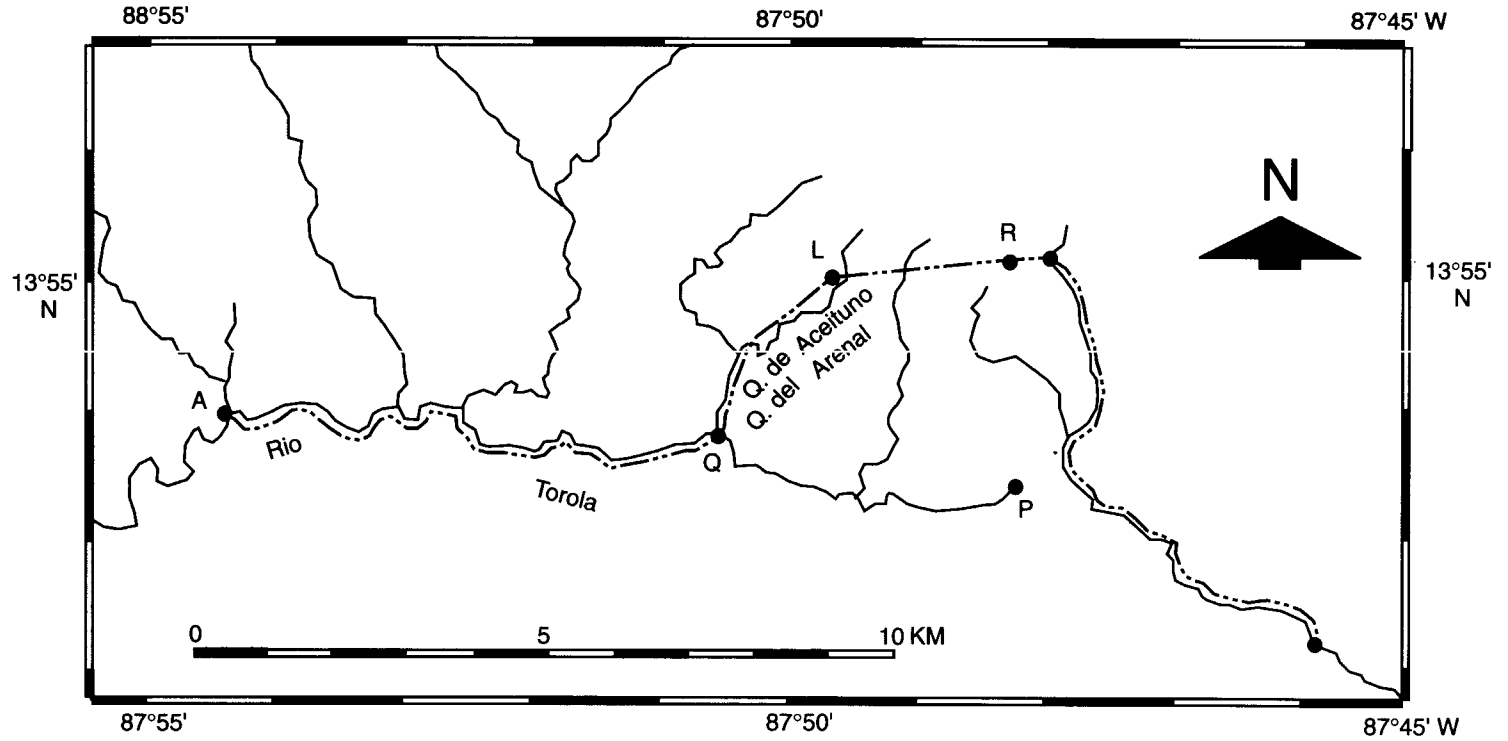 88°55' 87°50' 87°45' W
N
L R
13°55' N
13°55' N
Q. de Aceituno
Q. del Arenal
A
Rio
Q
Torola
P
0 5 10 KM
87°55' 87°50' 87°45' W